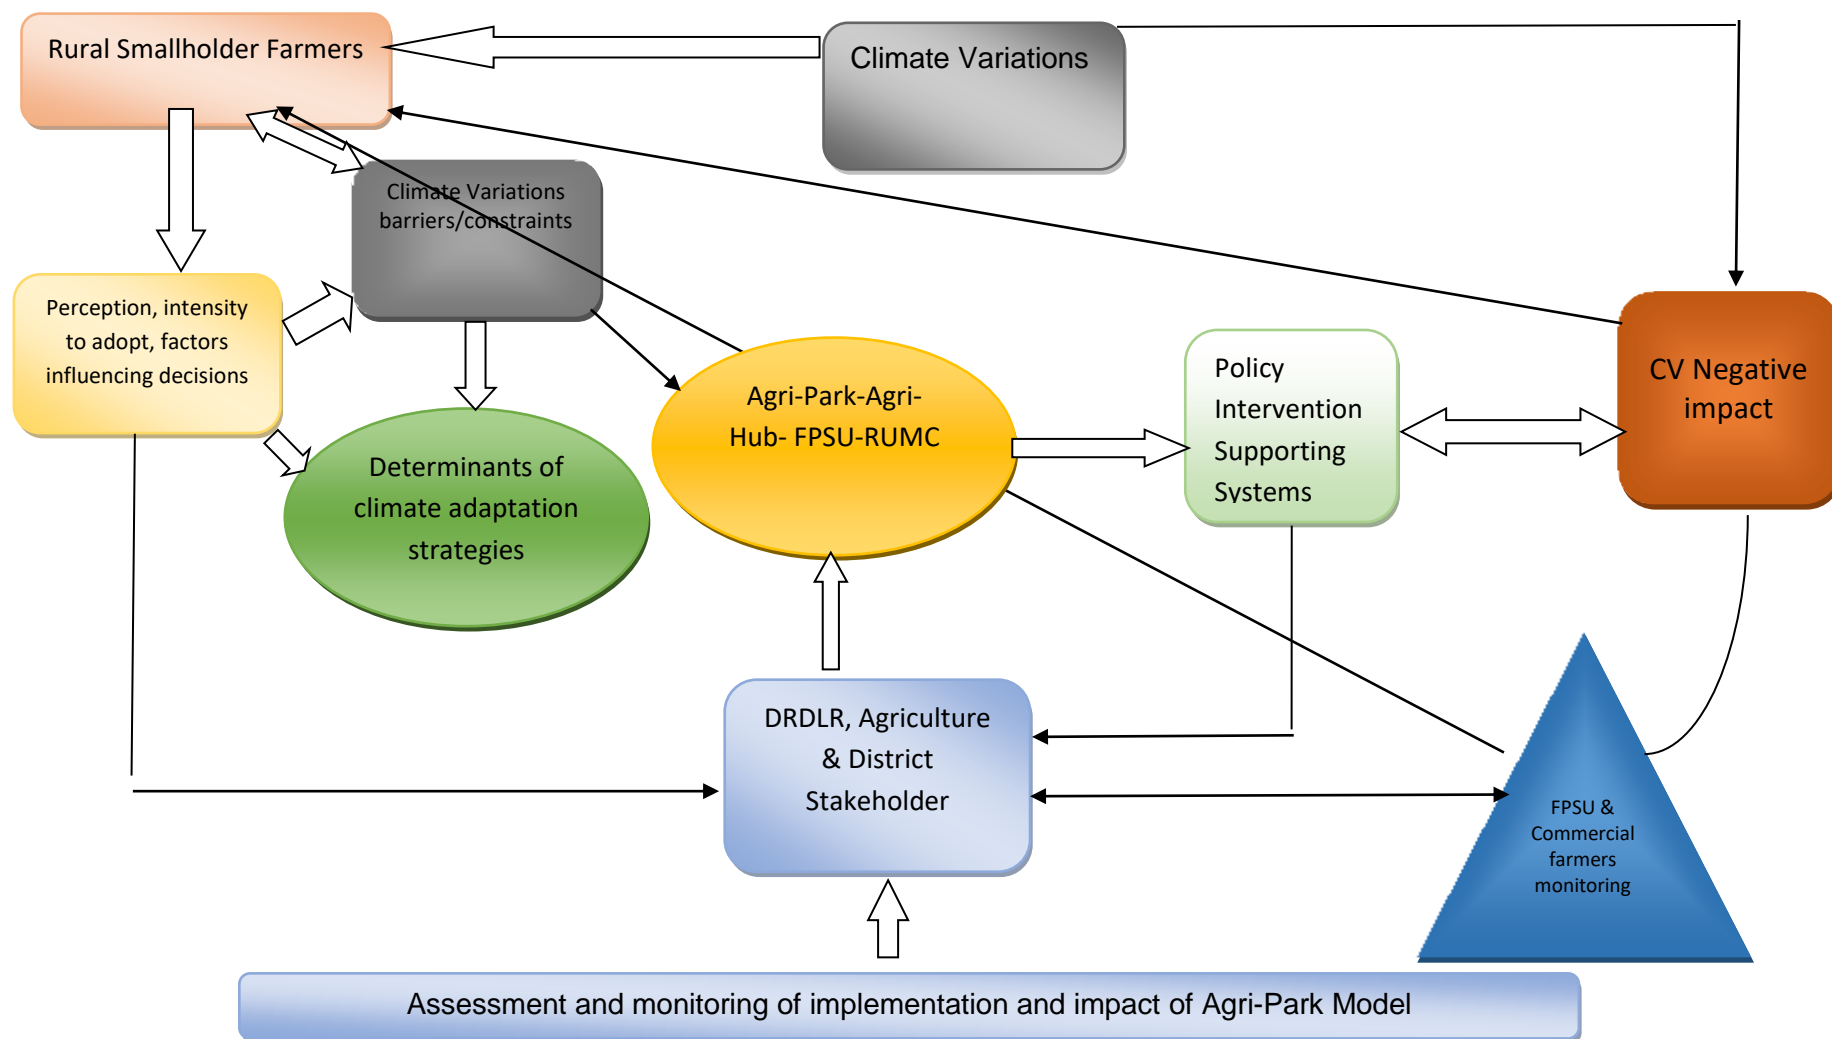 Rural Smallholder Farmers
Climate Variations
Climate Variations
barriers/constraints
Perception, intensity
to adopt, factors
influencing decisions
Agri-Park-Agri-
Hub- FPSU-RUMC
Policy
Intervention
Supporting
Systems
CV Negative
impact
Determinants of
climate adaptation
strategies
DRDLR, Agriculture
& District
Stakeholder
FPSU &
Commercial
farmers
monitoring
Assessment and monitoring of implementation and impact of Agri-Park Model